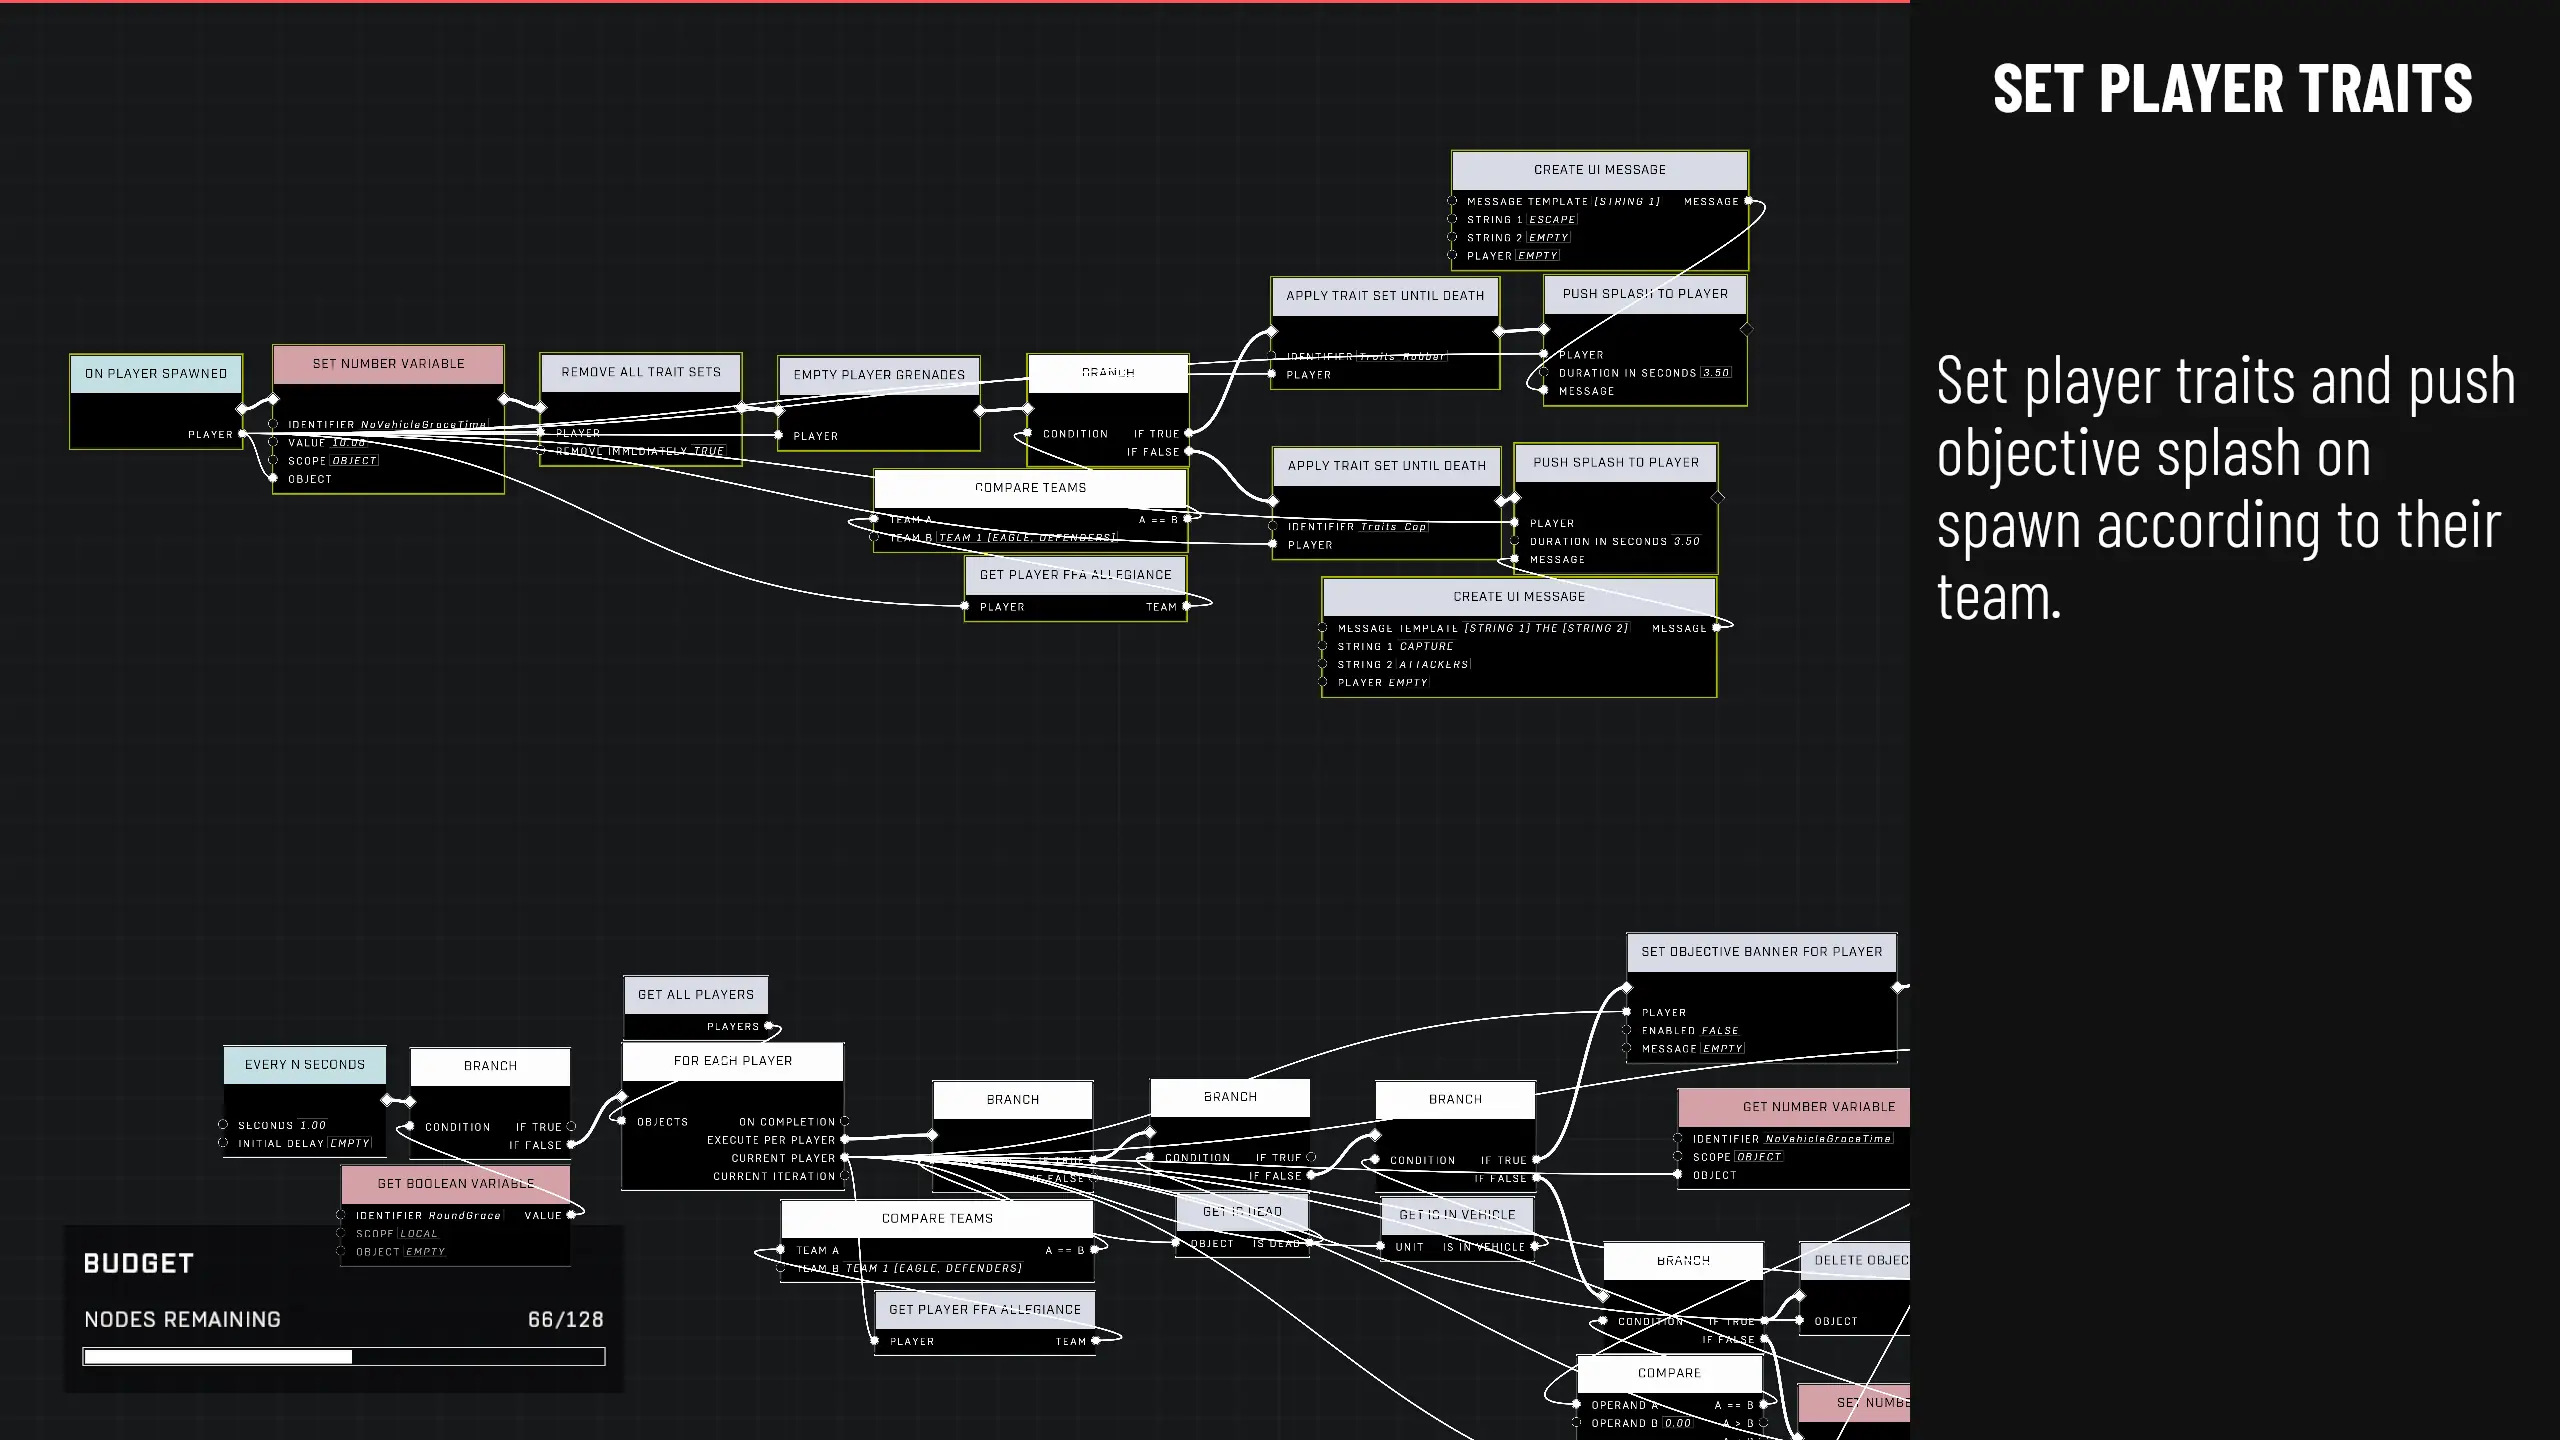 SET PLAYER TRAITS
Set player traits and push
objective splash on
spawn according to their
team.
CREATE UI MESSAGE
MESSAGE TEMPLATE [STRING 1] MESSAGE
STRING 1 ESCAPE
STRING 2 EMPTY
PLAYER EMPTY
APPLY TRAIT SET UNTIL DEATH
IDENTIFIER Traits_Robber
PLAYER
PUSH SPLASH TO PLAYER
PLAYER
DURATION IN SECONDS 3.50
MESSAGE
ON PLAYER SPAWNED
PLAYER
SET NUMBER VARIABLE
IDENTIFIER NoVehicleGraceTime
VALUE 10.00
SCOPE OBJECT
OBJECT
REMOVE ALL TRAIT SETS
PLAYER
REMOVE IMMEDIATELY TRUE
EMPTY PLAYER GRENADES
PLAYER
BRANCH
CONDITION IF TRUE
IF FALSE
COMPARE TEAMS
TEAM A A == B
TEAM B TEAM 1 [EAGLE, DEFENDERS]
GET PLAYER FFA ALLEGIANCE
PLAYER TEAM
APPLY TRAIT SET UNTIL DEATH
IDENTIFIER Traits_Cop
PLAYER
PUSH SPLASH TO PLAYER
PLAYER
DURATION IN SECONDS 3.50
MESSAGE
CREATE UI MESSAGE
MESSAGE TEMPLATE [STRING 1] THE [STRING 2] MESSAGE
STRING 1 CAPTURE
STRING 2 ATTACKERS
PLAYER EMPTY
EVERY N SECONDS
SECONDS 1.00
INITIAL DELAY EMPTY
BRANCH
CONDITION IF TRUE
IF FALSE
GET BOOLEAN VARIABLE
IDENTIFIER RoundGrace VALUE
SCOPE LOCAL
OBJECT EMPTY
GET ALL PLAYERS
PLAYERS
FOR EACH PLAYER
OBJECTS ON COMPLETION
EXECUTE PER PLAYER
CURRENT PLAYER
CURRENT ITERATION
BRANCH
IF TRUE
IF FALSE
COMPARE TEAMS
TEAM A A == B
TEAM B TEAM 1 [EAGLE, DEFENDERS]
GET PLAYER FFA ALLEGIANCE
PLAYER TEAM
BRANCH
CONDITION IF TRUE
IF FALSE
GET IS DEAD
OBJECT IS DEAD
BRANCH
CONDITION IF TRUE
IF FALSE
GET IS IN VEHICLE
UNIT IS IN VEHICLE
SET OBJECTIVE BANNER FOR PLAYER
PLAYER
ENABLED FALSE
MESSAGE EMPTY
GET NUMBER VARIABLE
IDENTIFIER NoVehicleGraceTime
SCOPE OBJECT
OBJECT
BRANCH
CONDITION IF TRUE
IF FALSE
DELETE OBJEC
OBJECT
COMPARE
OPERAND A A == B
OPERAND B 0.00 A > B
SET NUMBE
BUDGET
NODES REMAINING 66/128